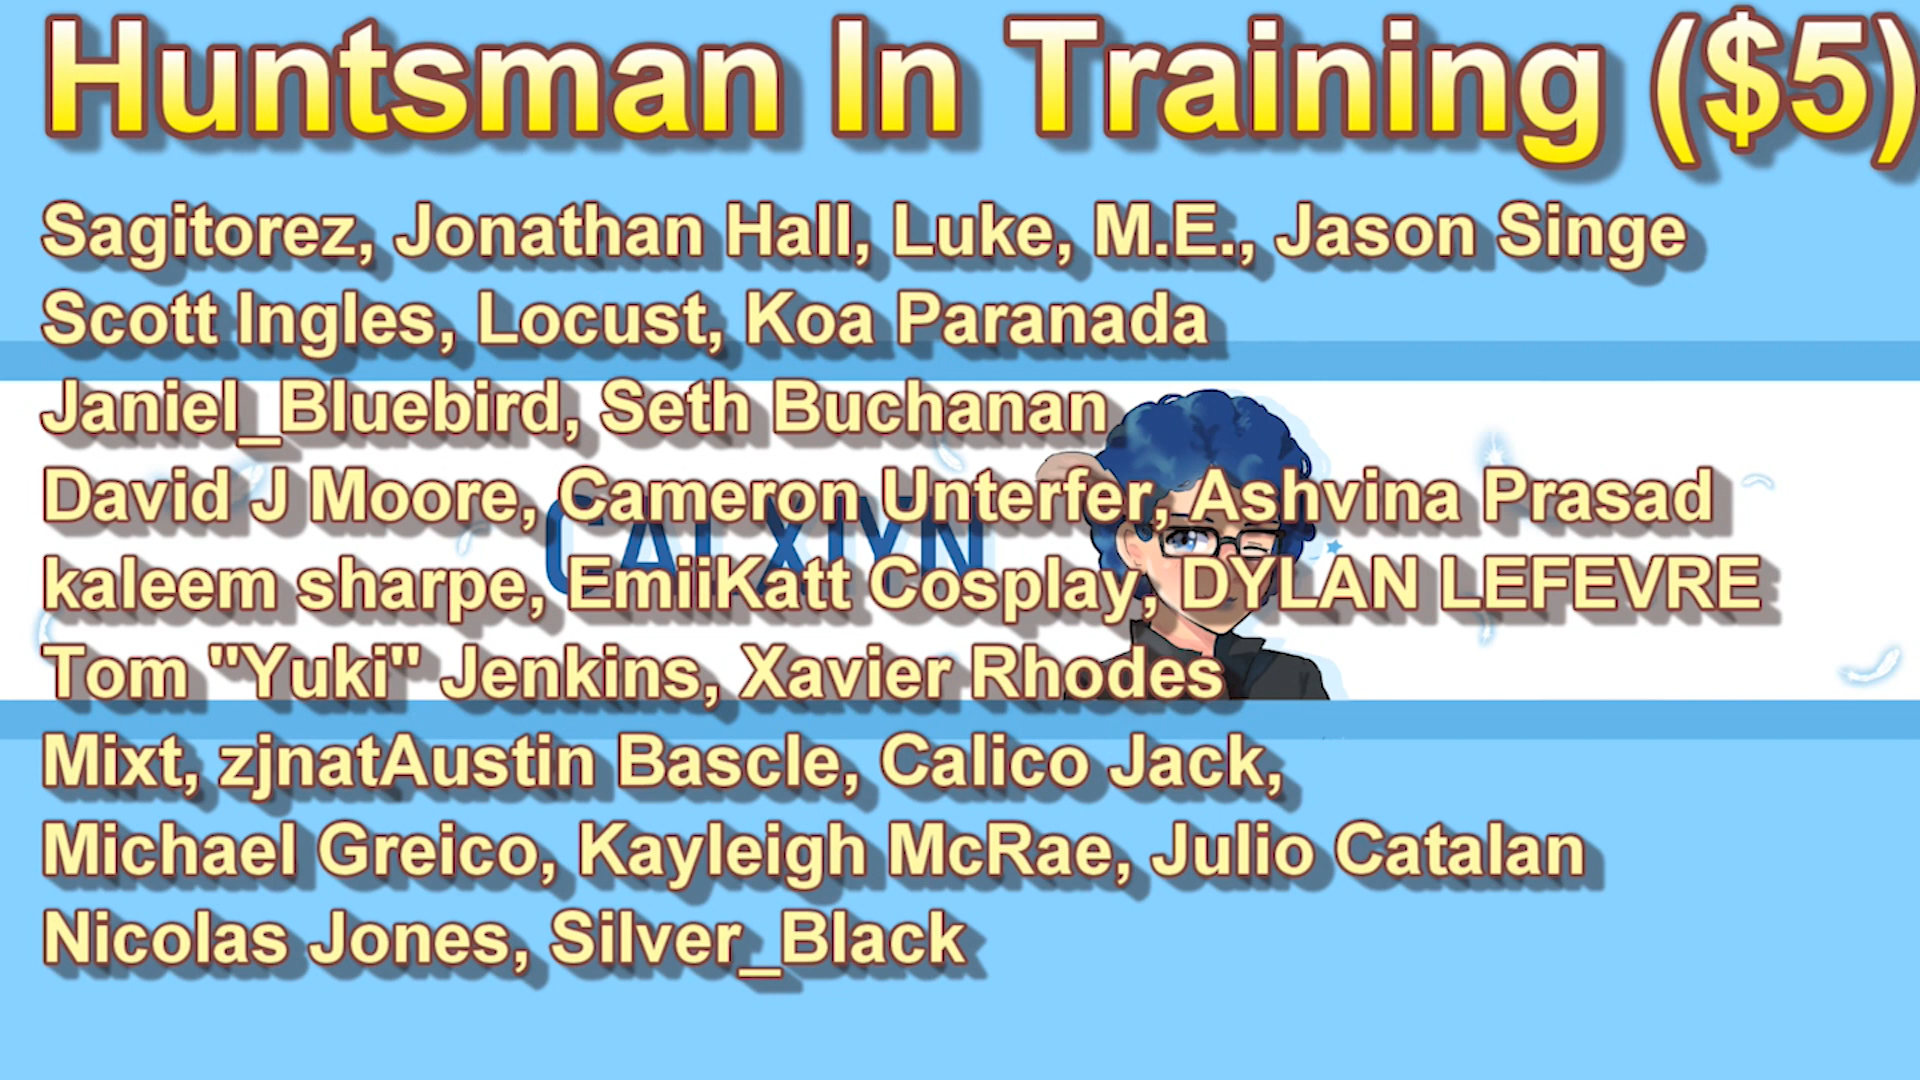 Huntsman In Training ($5)
Sagitorez, Jonathan Hall, Luke, M.E., Jason Singe
Scott Ingles, Locust, Koa Paranada
Janiel_Bluebird, Seth Buchanan
David J Moore, Cameron Unterfer, Ashvina Prasad
CALXIYN
kaleem sharpe, EmiiKatt Cosplay, DYLAN LEFEVRE
Tom "Yuki" Jenkins, Xavier Rhodes
Mixt, zjnatAustin Bascle, Calico Jack,
Michael Greico, Kayleigh McRae, Julio Catalan
Nicolas Jones, Silver_Black